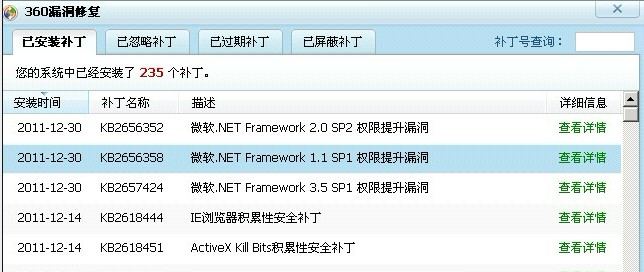 360漏洞修复
已安装补丁 已忽略补丁 已过期补丁 已屏蔽补丁 补丁号查询：
您的系统中已经安装了 235 个补丁。
安装时间 补丁名称 描述 详细信息
2011-12-30 KB2656352 微软.NET Framework 2.0 SP2 权限提升漏洞 查看详情
2011-12-30 KB2656358 微软.NET Framework 1.1 SP1 权限提升漏洞 查看详情
2011-12-30 KB2657424 微软.NET Framework 3.5 SP1 权限提升漏洞 查看详情
2011-12-14 KB2618444 IE浏览器积累性安全补丁 查看详情
2011-12-14 KB2618451 ActiveX Kill Bits积累性安全补丁 查看详情